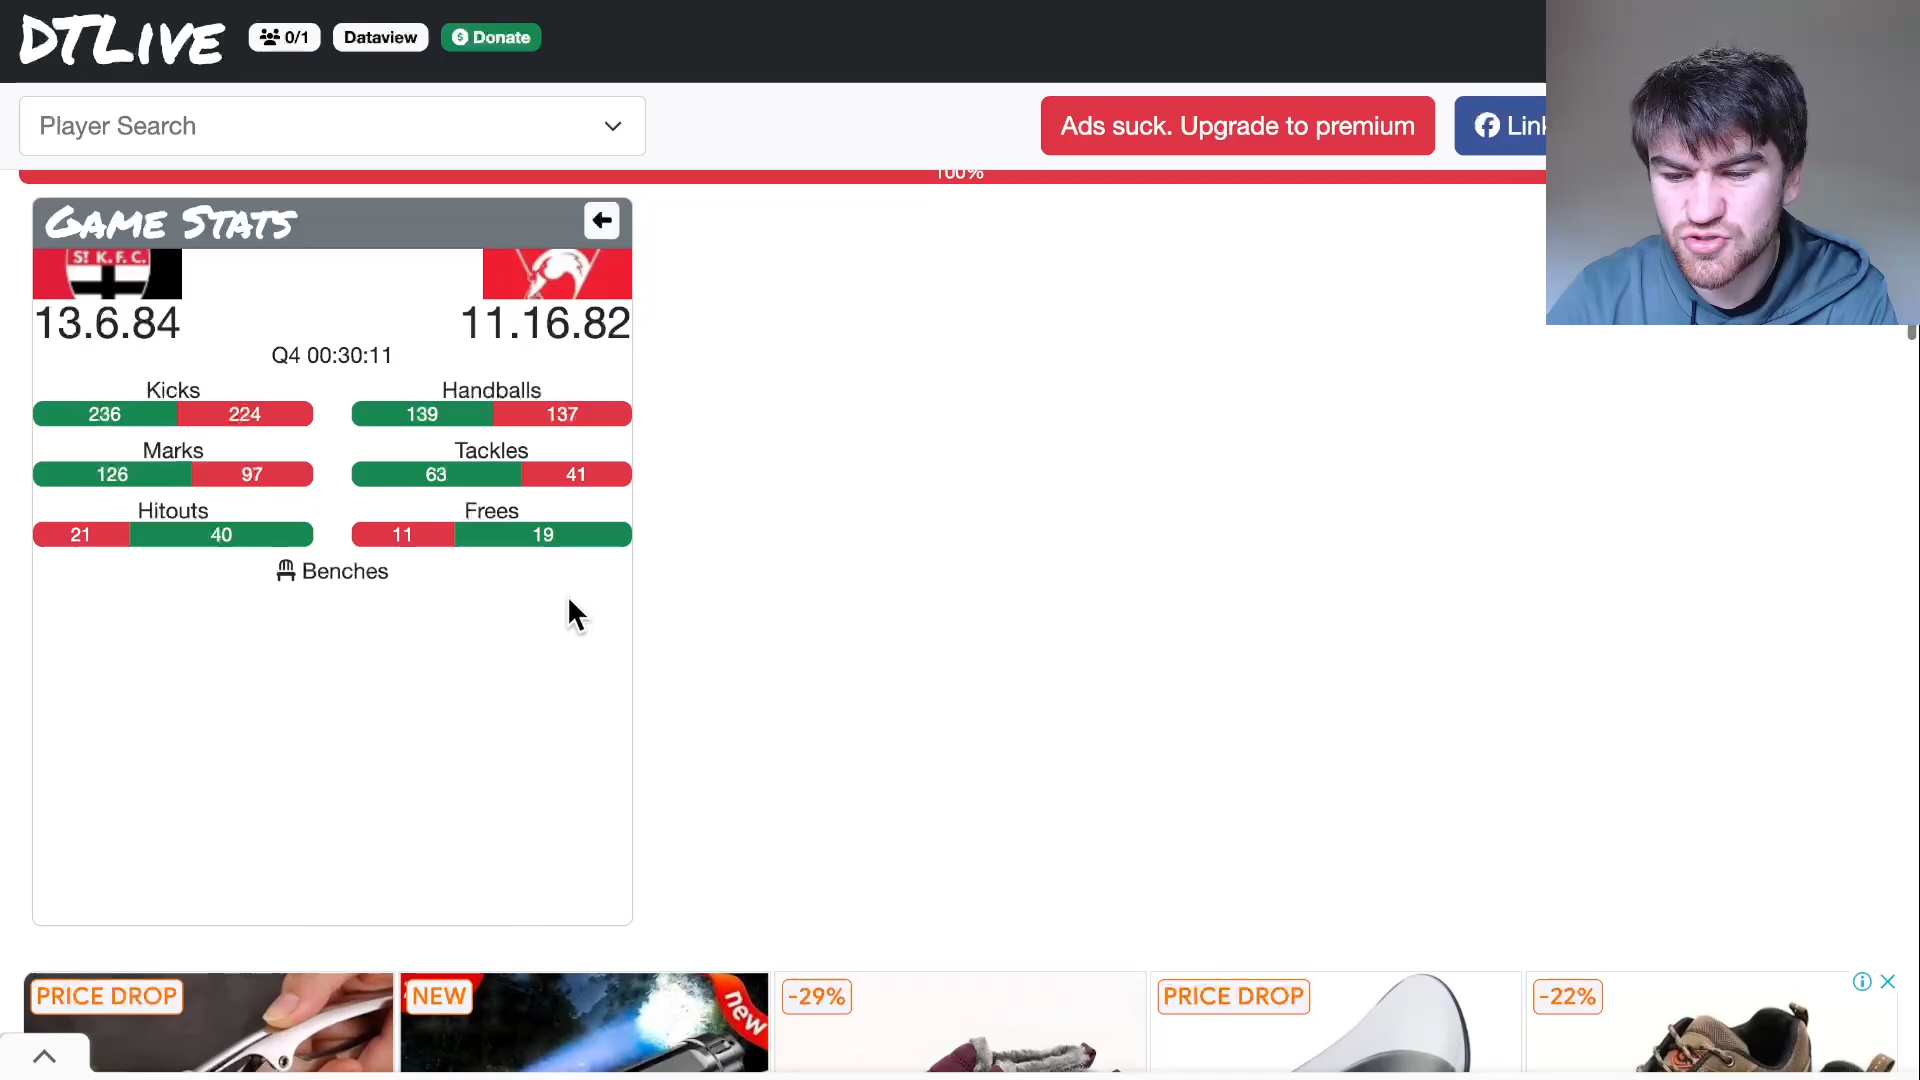 DTLIVE 0/1 Dataview $ Donate
Player Search
Ads suck. Upgrade to premium
Link
100%
GAME STATS
ST K.F.C.
13.6.84 11.16.82
Q4 00:30:11
Kicks Handballs
236 224 139 137
Marks Tackles
126 97 63 41
Hitouts Frees
21 40 11 19
Benches
PRICE DROP NEW new -29% PRICE DROP -22%